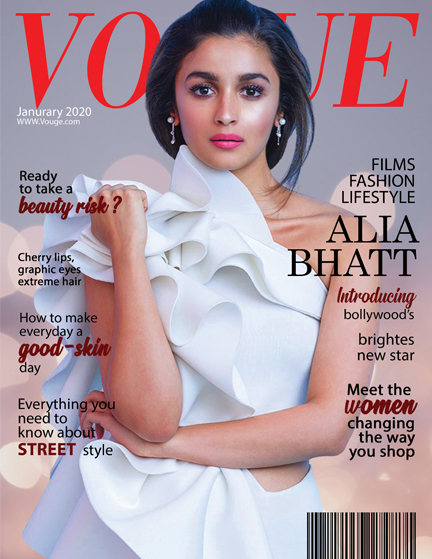 VOGUE
Janurary 2020
WWW.Vouge.com
Ready
to take a
beauty risk ?
Cherry lips,
graphic eyes
extreme hair
How to make
everyday a
good-skin
day
Everything you
need to
know about
STREET style
FILMS
FASHION
LIFESTYLE
ALIA
BHATT
Introducing
bollywood's
brightes
new star
Meet the
women
changing
the way
you shop